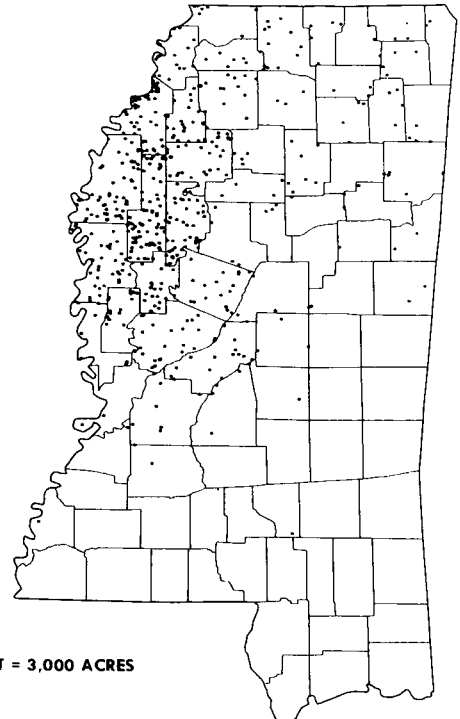 = 3,000 ACRES